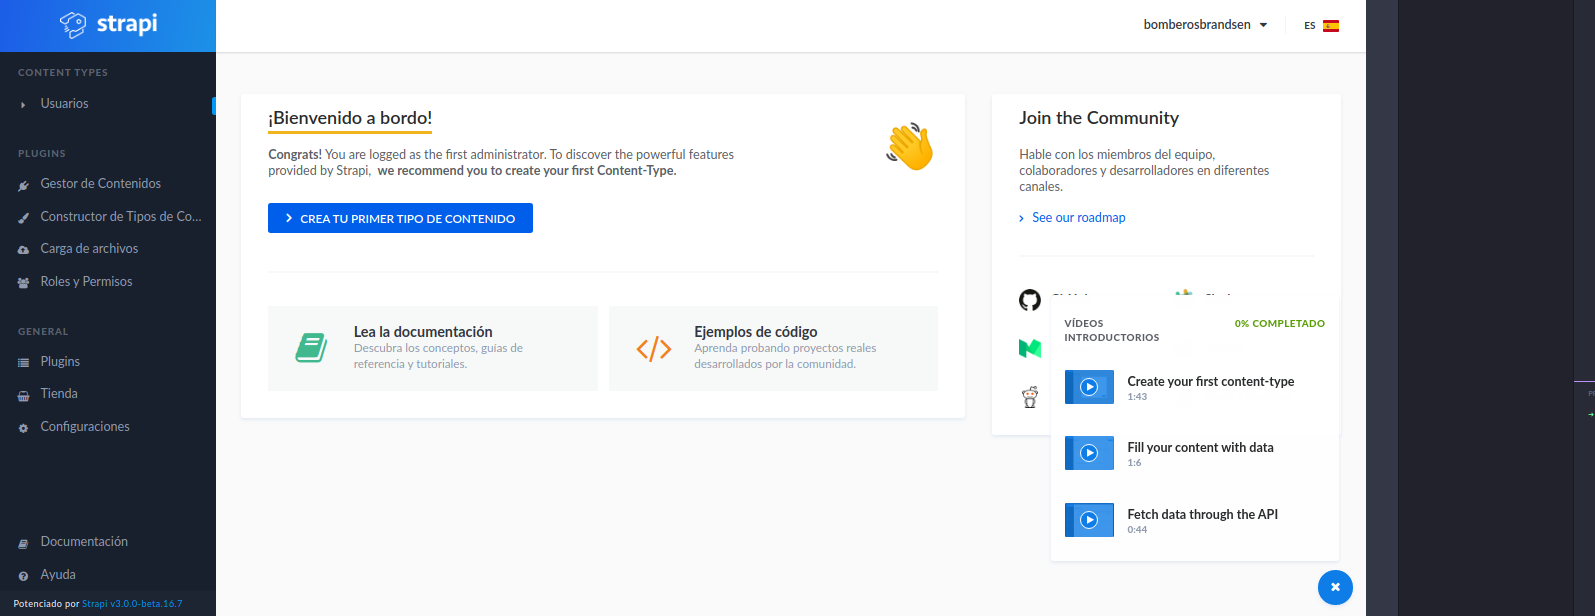 strapi
bomberosbrandsen
ES
CONTENT TYPES
Usuarios
PLUGINS
Gestor de Contenidos
Constructor de Tipos de Co...
Carga de archivos
Roles y Permisos
GENERAL
Plugins
Tienda
Configuraciones
Documentación
Ayuda
Potenciado por Strapi v3.0.0-beta.16.7
¡Bienvenido a bordo!
Congrats! You are logged as the first administrator. To discover the powerful features
provided by Strapi, we recommend you to create your first Content-Type.
CREA TU PRIMER TIPO DE CONTENIDO
Lea la documentación
Descubra los conceptos, guías de
referencia y tutoriales.
Ejemplos de código
Aprenda probando proyectos reales
desarrollados por la comunidad.
Join the Community
Hable con los miembros del equipo,
colaboradores y desarrolladores en diferentes
canales.
See our roadmap
VÍDEOS
INTRODUCTORIOS
0% COMPLETADO
Create your first content-type
1:43
Fill your content with data
1:6
Fetch data through the API
0:44